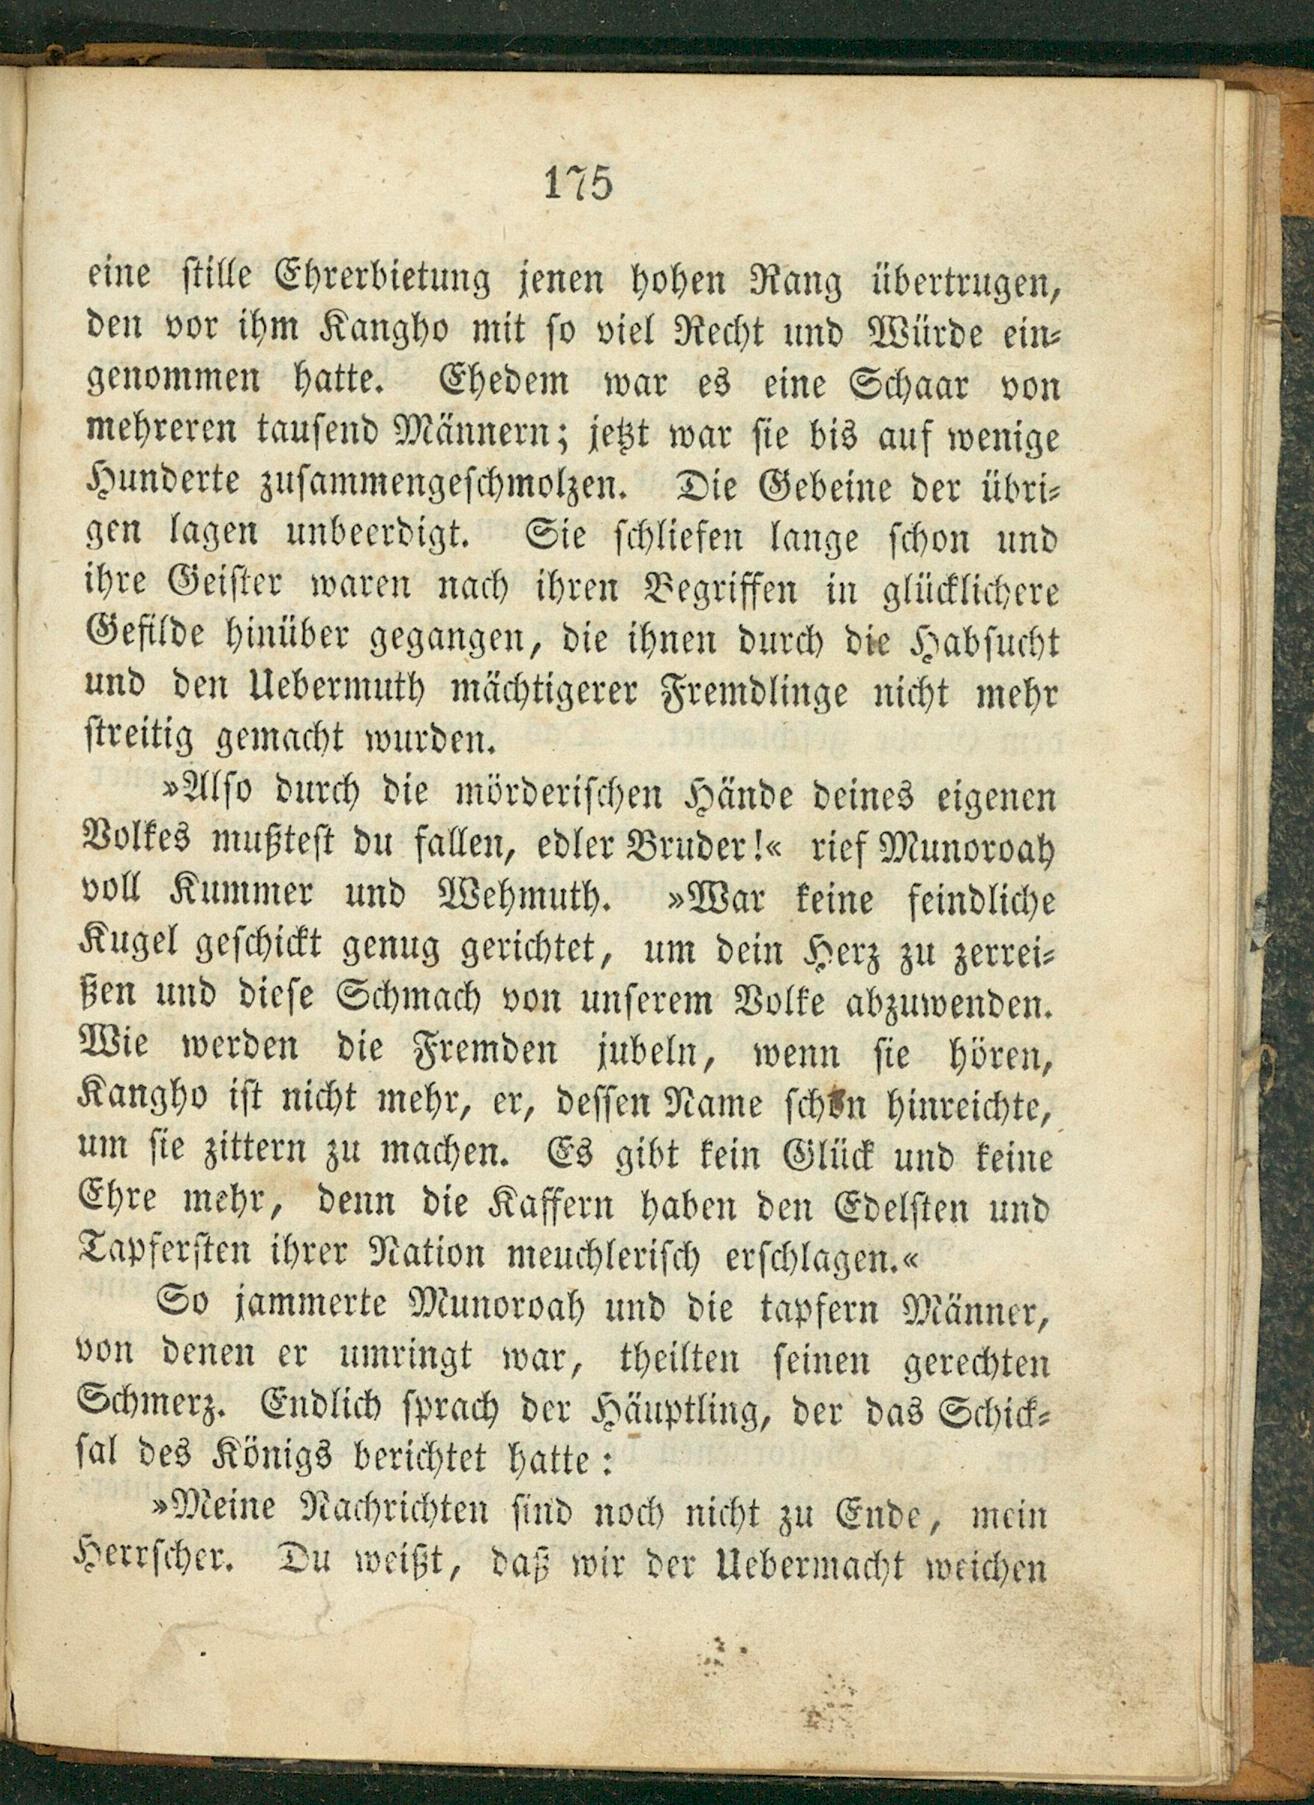 175
eine stille Ehrerbietung jenen hohen Rang übertrugen,
den vor ihm Kangho mit so viel Recht und Würde ein-
genommen hatte. Ehedem war es eine Schaar von
mehreren tausend Männern; jetzt war sie bis auf wenige
Hunderte zusammengeschmolzen. Die Gebeine der übri-
gen lagen unbeerdigt. Sie schliefen lange schon und
ihre Geister waren nach ihren Begriffen in glücklichere
Gefilde hinüber gegangen, die ihnen durch die Habsucht
und den Uebermuth mächtigerer Fremdlinge nicht mehr
streitig gemacht wurden.
»Also durch die mörderischen Hände deines eigenen
Volkes mußtest du fallen, edler Bruder!« rief Munoroah
voll Kummer und Wehmuth. »War keine feindliche
Kugel geschickt genug gerichtet, um dein Herz zu zerrei-
ßen und diese Schmach von unserem Volke abzuwenden.
Wie werden die Fremden jubeln, wenn sie hören,
Kangho ist nicht mehr, er, dessen Name schon hinreichte,
um sie zittern zu machen. Es gibt kein Glück und keine
Ehre mehr, denn die Kaffern haben den Edelsten und
Tapfersten ihrer Nation meuchlerisch erschlagen.«
So jammerte Munoroah und die tapfern Männer,
von denen er umringt war, theilten seinen gerechten
Schmerz. Endlich sprach der Häuptling, der das Schick-
sal des Königs berichtet hatte:
»Meine Nachrichten sind noch nicht zu Ende, mein
Herrscher. Du weißt, daß wir der Uebermacht weichen